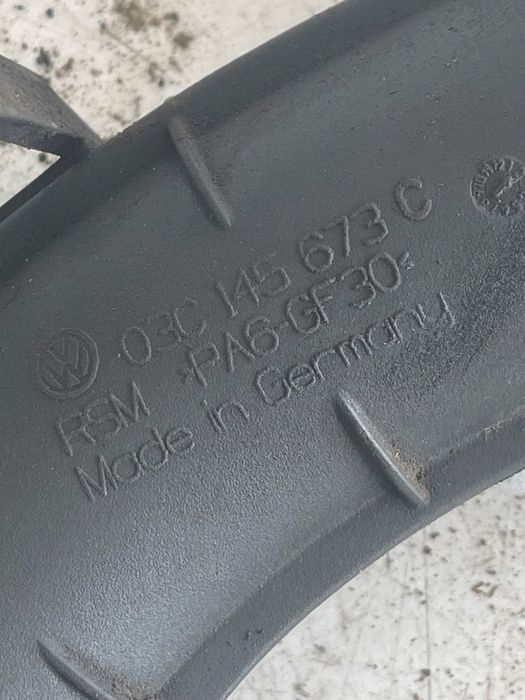 03C 145 673 C
RSM >PA6-GF30<
Made in Germany